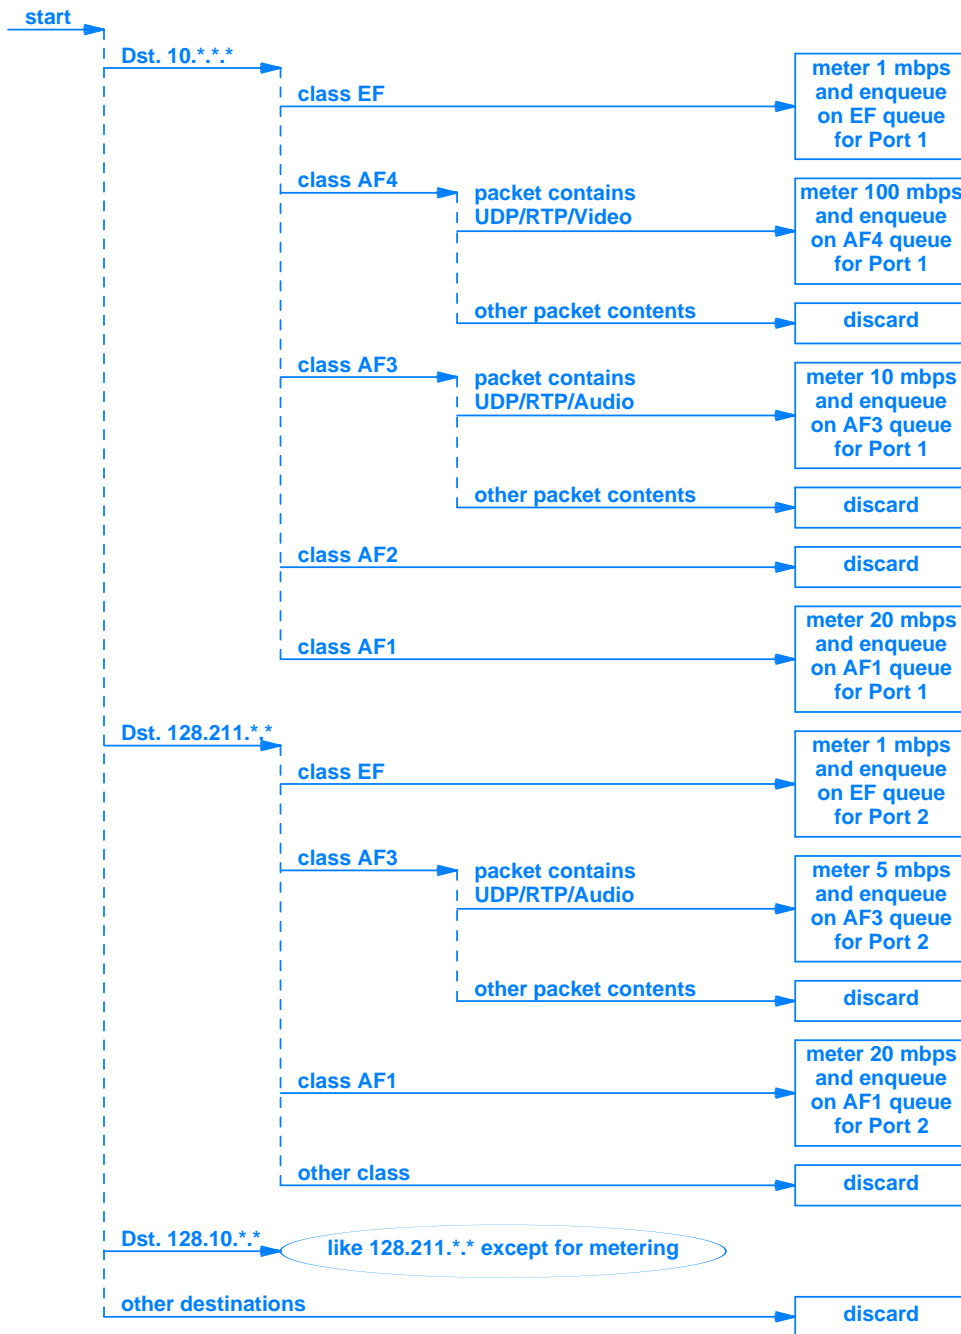 start
Dst. 10.*.*.*
class EF
meter 1 mbps
and enqueue
on EF queue
for Port 1
class AF4
packet contains
UDP/RTP/Video
meter 100 mbps
and enqueue
on AF4 queue
for Port 1
other packet contents
discard
class AF3
packet contains
UDP/RTP/Audio
meter 10 mbps
and enqueue
on AF3 queue
for Port 1
other packet contents
discard
class AF2
discard
class AF1
meter 20 mbps
and enqueue
on AF1 queue
for Port 1
Dst. 128.211.*.*
class EF
meter 1 mbps
and enqueue
on EF queue
for Port 2
class AF3
packet contains
UDP/RTP/Audio
meter 5 mbps
and enqueue
on AF3 queue
for Port 2
other packet contents
discard
class AF1
meter 20 mbps
and enqueue
on AF1 queue
for Port 2
other class
discard
Dst. 128.10.*.*
like 128.211.*.* except for metering
other destinations
discard